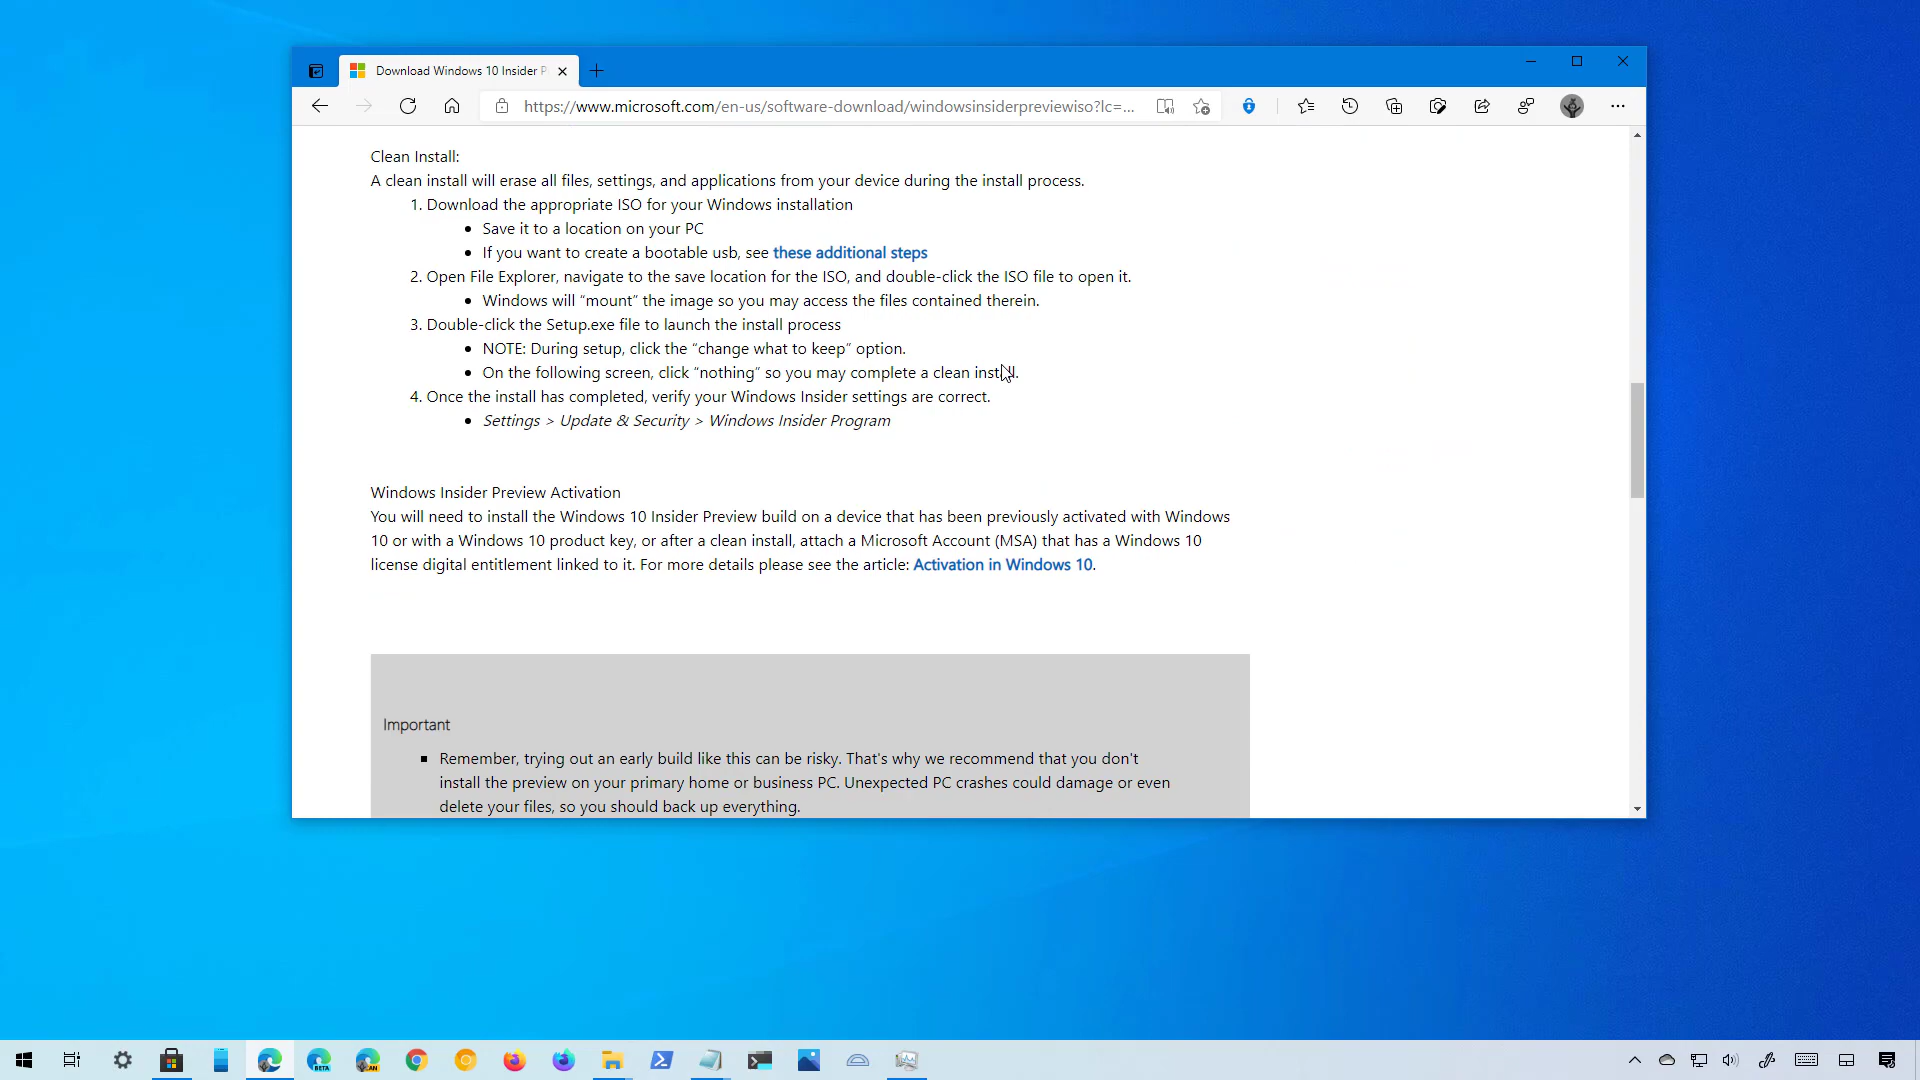 Download Windows 10 Insider P
https://www.microsoft.com/en-us/software-download/windowsinsiderpreviewiso?lc=...
Clean Install:
A clean install will erase all files, settings, and applications from your device during the install process.
1. Download the appropriate ISO for your Windows installation
• Save it to a location on your PC
• If you want to create a bootable usb, see these additional steps
2. Open File Explorer, navigate to the save location for the ISO, and double-click the ISO file to open it.
• Windows will “mount” the image so you may access the files contained therein.
3. Double-click the Setup.exe file to launch the install process
• NOTE: During setup, click the “change what to keep” option.
• On the following screen, click “nothing” so you may complete a clean install.
4. Once the install has completed, verify your Windows Insider settings are correct.
• Settings > Update & Security > Windows Insider Program
Windows Insider Preview Activation
You will need to install the Windows 10 Insider Preview build on a device that has been previously activated with Windows
10 or with a Windows 10 product key, or after a clean install, attach a Microsoft Account (MSA) that has a Windows 10
license digital entitlement linked to it. For more details please see the article: Activation in Windows 10.
Important
▪ Remember, trying out an early build like this can be risky. That's why we recommend that you don't
install the preview on your primary home or business PC. Unexpected PC crashes could damage or even
delete your files, so you should back up everything.
BETA
CAN